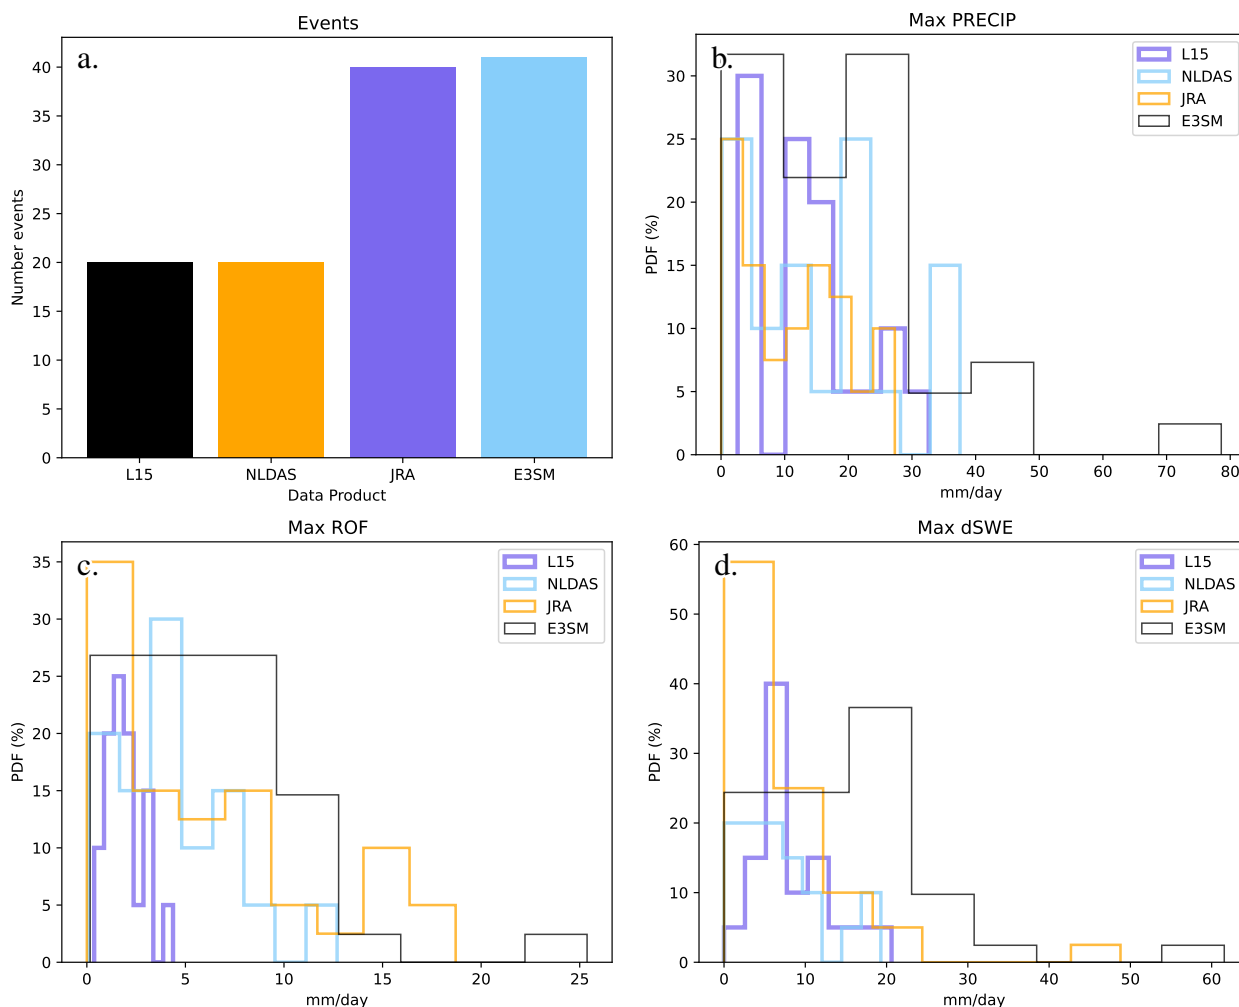 Events
a.
40
35
30
25
20
15
10
5
0
Number events
L15 NLDAS JRA E3SM
Data Product
Max PRECIP
b.
L15
NLDAS
JRA
E3SM
30
25
20
15
10
5
0
PDF (%)
0 10 20 30 40 50 60 70 80
mm/day
Max ROF
c.
L15
NLDAS
JRA
E3SM
35
30
25
20
15
10
5
0
PDF (%)
0 5 10 15 20 25
mm/day
Max dSWE
d.
L15
NLDAS
JRA
E3SM
60
50
40
30
20
10
0
PDF (%)
0 10 20 30 40 50 60
mm/day